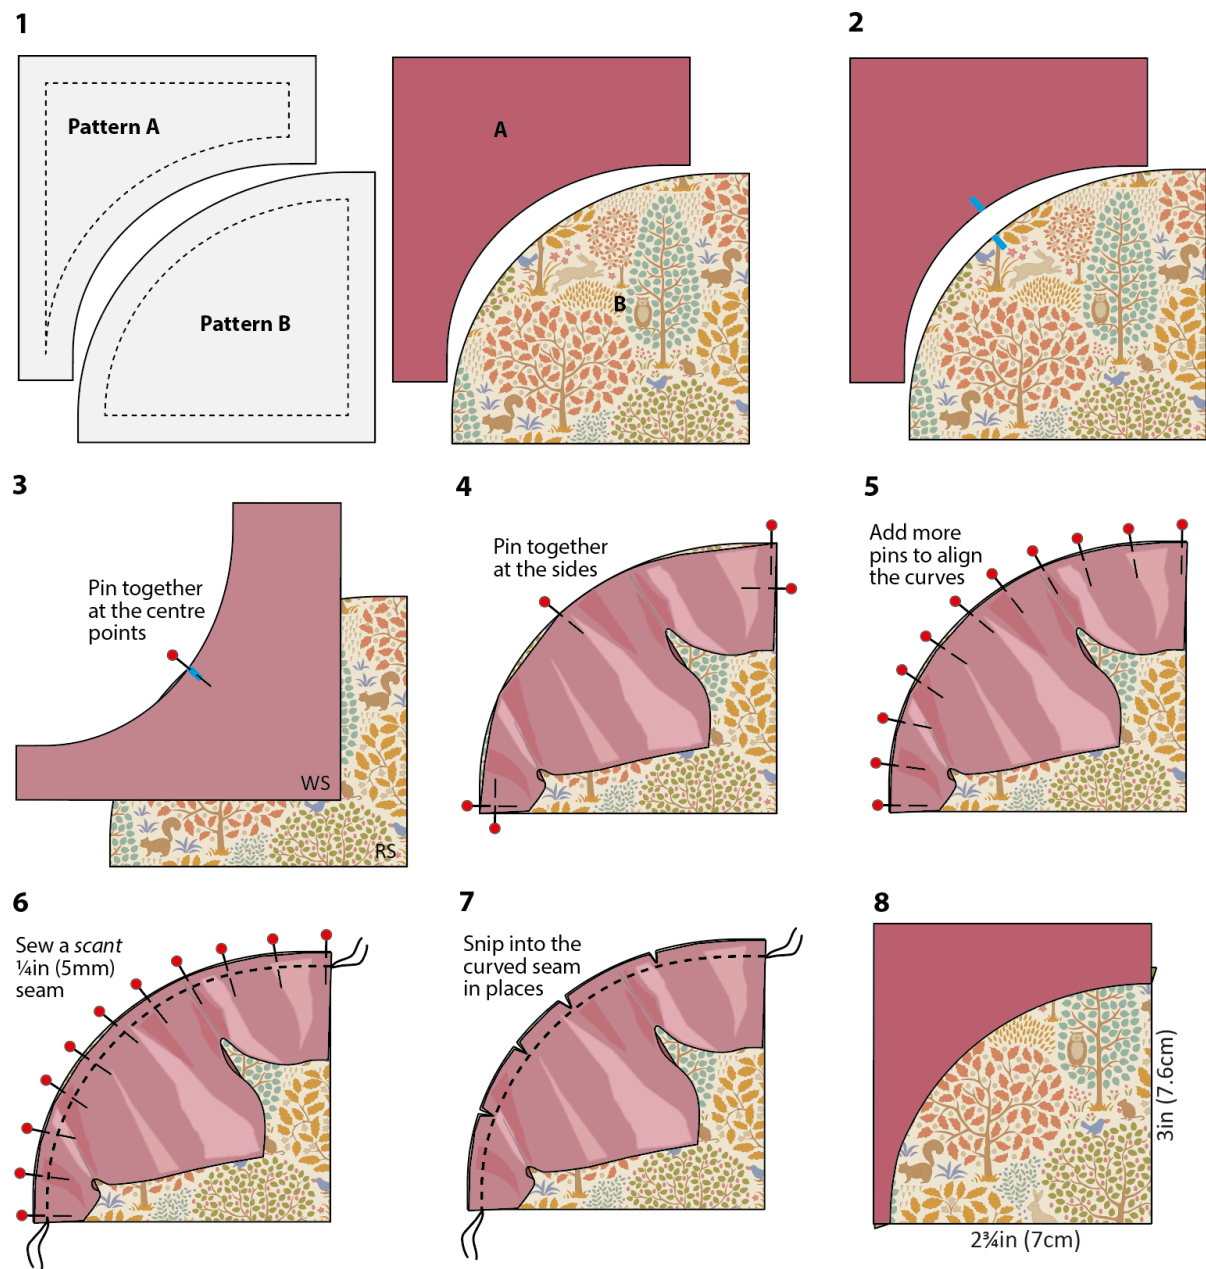 1
Pattern A
Pattern B
A
B
2
3
Pin together
at the centre
points
WS
RS
4
Pin together
at the sides
5
Add more
pins to align
the curves
6
Sew a scant
¼in (5mm)
seam
7
Snip into the
curved seam
in places
8
3in (7.6cm)
2¾in (7cm)